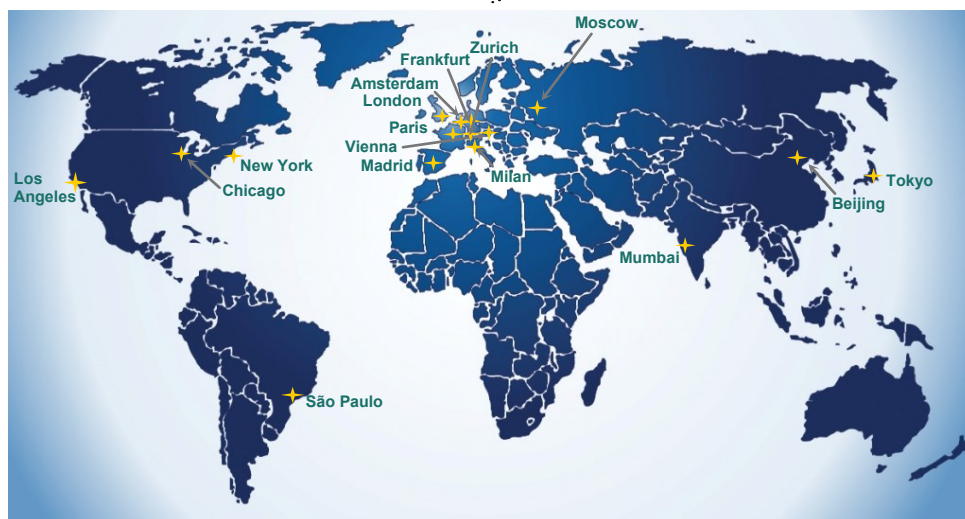 Moscow
Zurich
Frankfurt
Amsterdam
London
Paris
Vienna
Madrid
Milan
New York
Chicago
Los
Angeles
Tokyo
Beijing
Mumbai
São Paulo